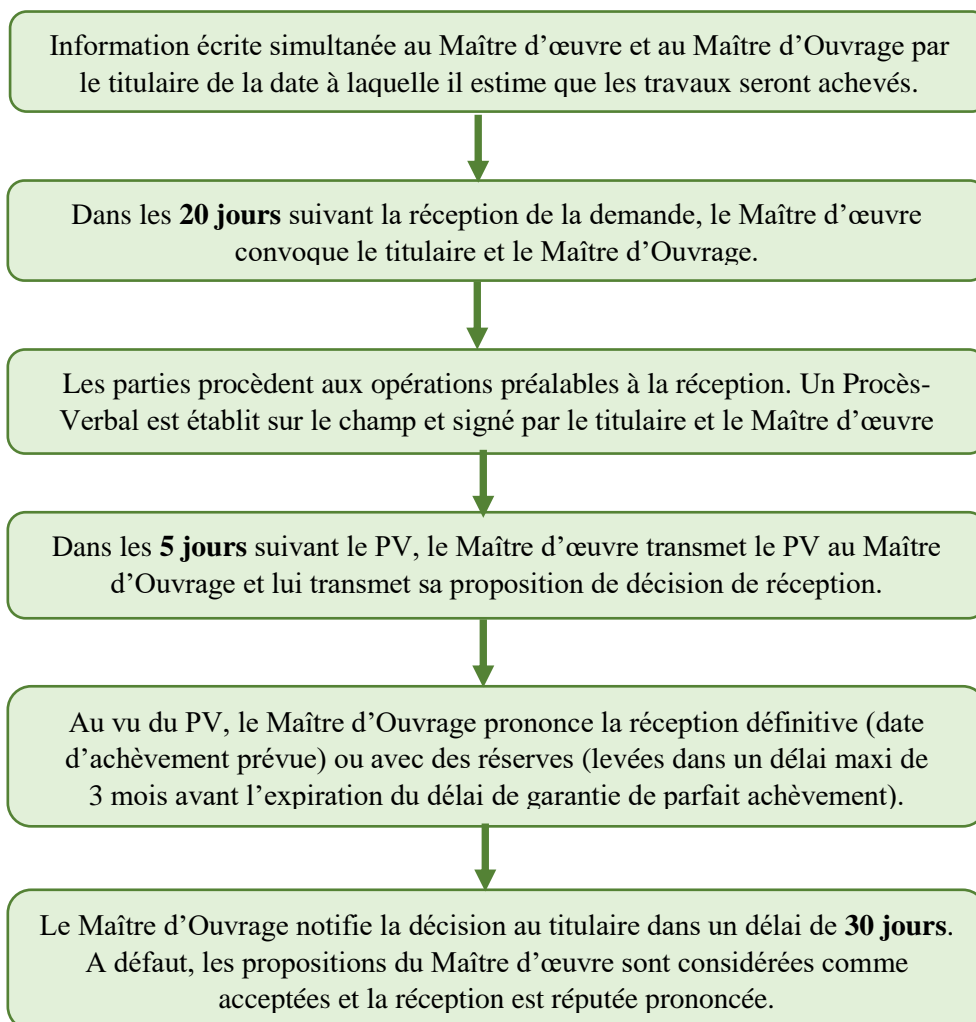 Information écrite simultanée au Maître d’œuvre et au Maître d’Ouvrage par
le titulaire de la date à laquelle il estime que les travaux seront achevés.
Dans les 20 jours suivant la réception de la demande, le Maître d’œuvre
convoque le titulaire et le Maître d’Ouvrage.
Les parties procèdent aux opérations préalables à la réception. Un Procès-
Verbal est établit sur le champ et signé par le titulaire et le Maître d’œuvre
Dans les 5 jours suivant le PV, le Maître d’œuvre transmet le PV au Maître
d’Ouvrage et lui transmet sa proposition de décision de réception.
Au vu du PV, le Maître d’Ouvrage prononce la réception définitive (date
d’achèvement prévue) ou avec des réserves (levées dans un délai maxi de
3 mois avant l’expiration du délai de garantie de parfait achèvement).
Le Maître d’Ouvrage notifie la décision au titulaire dans un délai de 30 jours.
A défaut, les propositions du Maître d’œuvre sont considérées comme
acceptées et la réception est réputée prononcée.